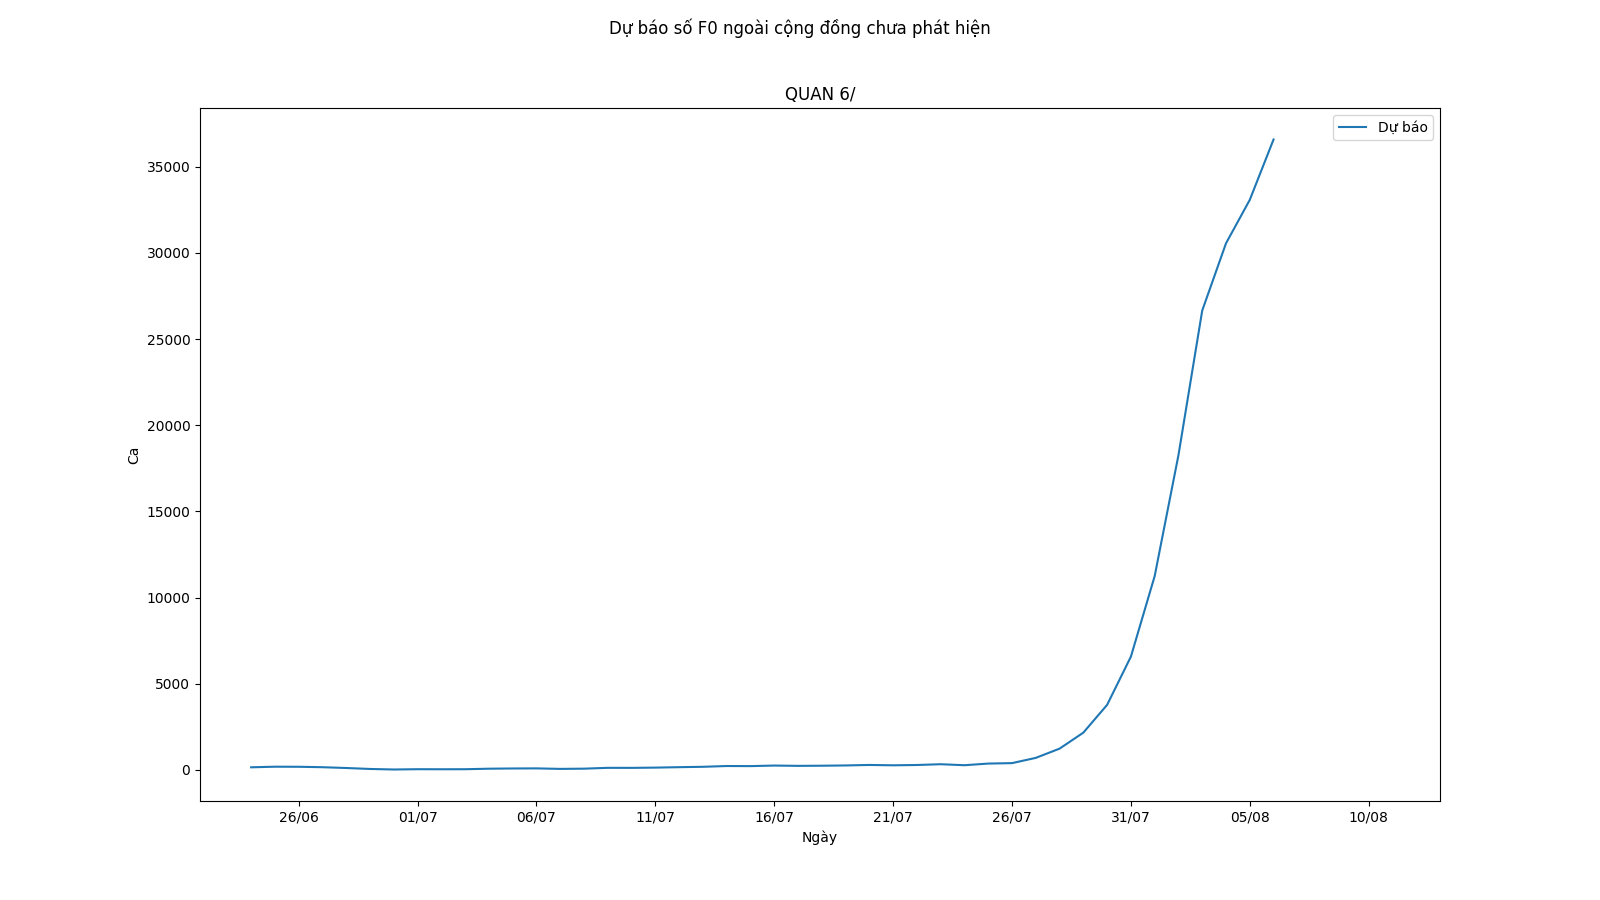 Dự báo số F0 ngoài cộng đồng chưa phát hiện
QUAN 6/
Dự báo
35000
30000
25000
20000
15000
10000
5000
0
Ca
26/06 01/07 06/07 11/07 16/07 21/07 26/07 31/07 05/08 10/08
Ngày